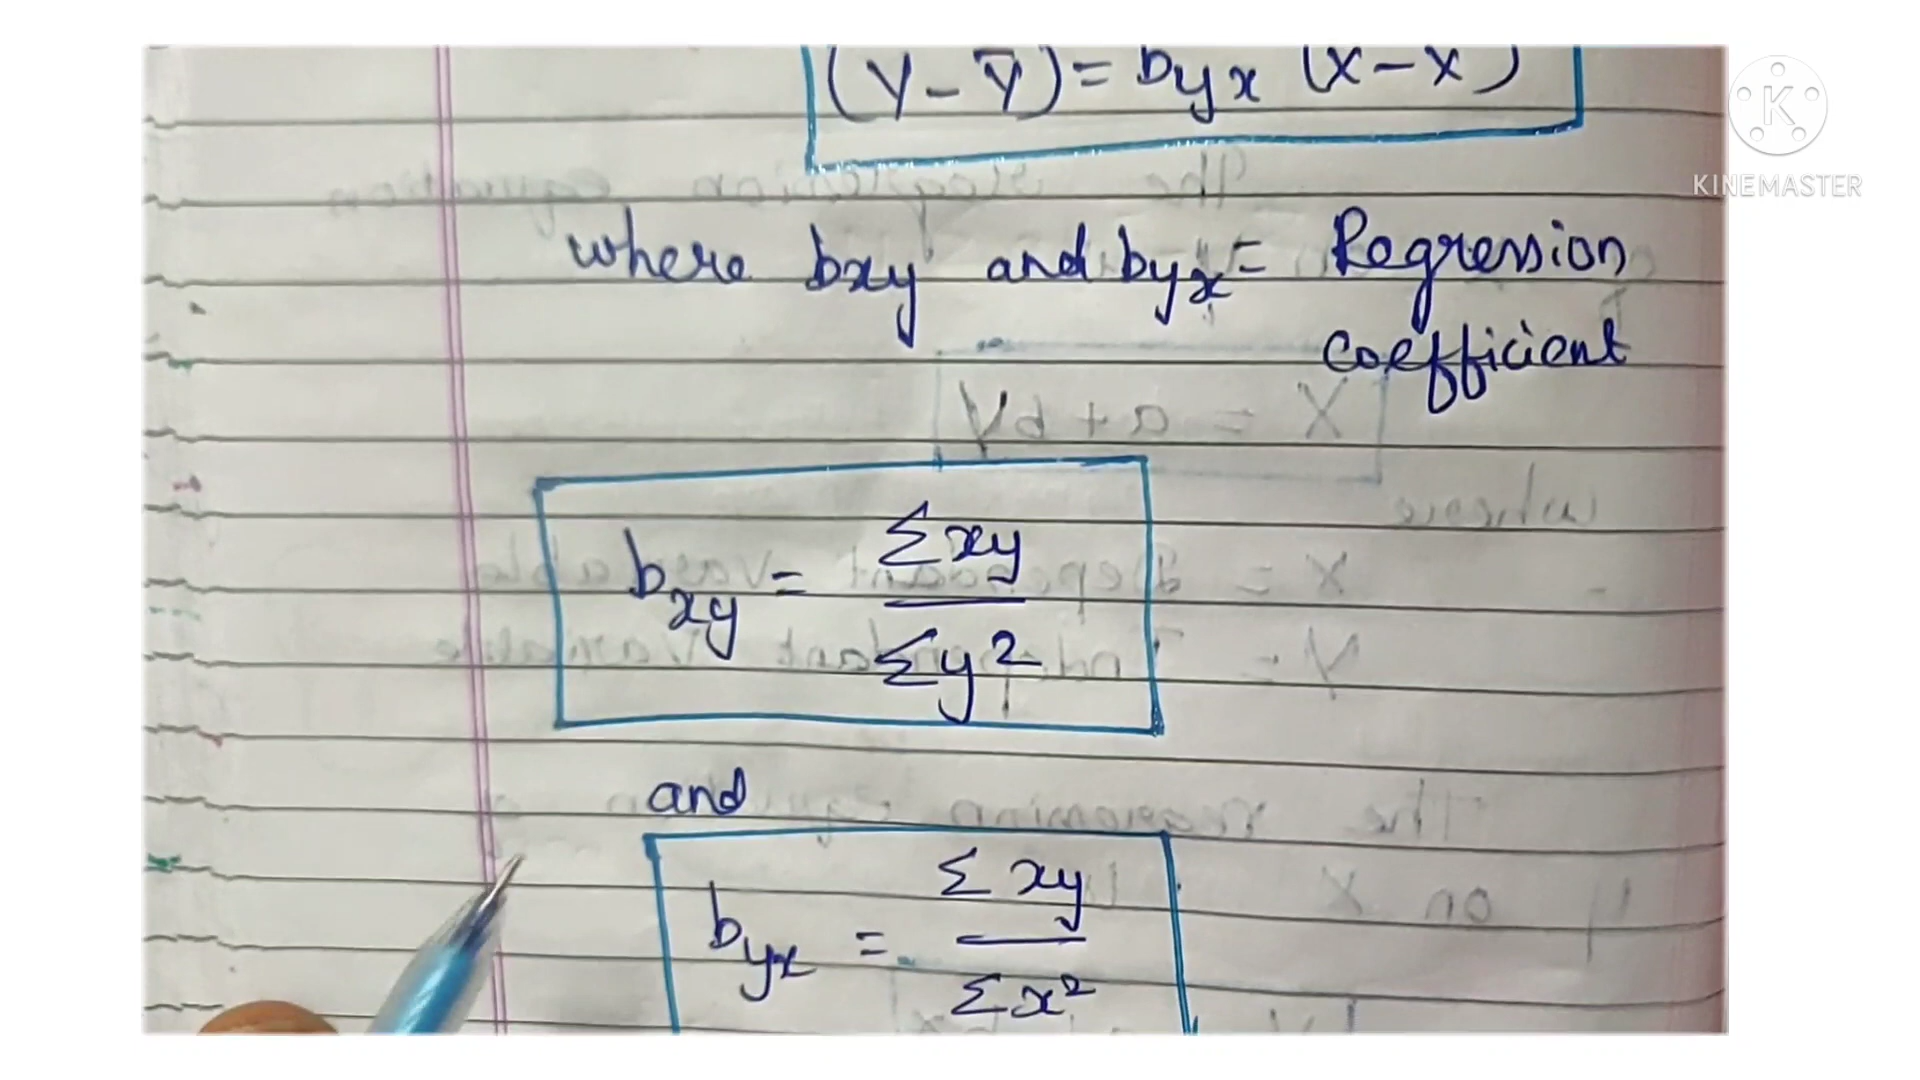 (Y - Ȳ) = byx (X - X̄)
KINEMASTER
where bxy and byx = Regression
coefficient
bxy = Σxy
Σy²
and
byx = Σxy
Σx²